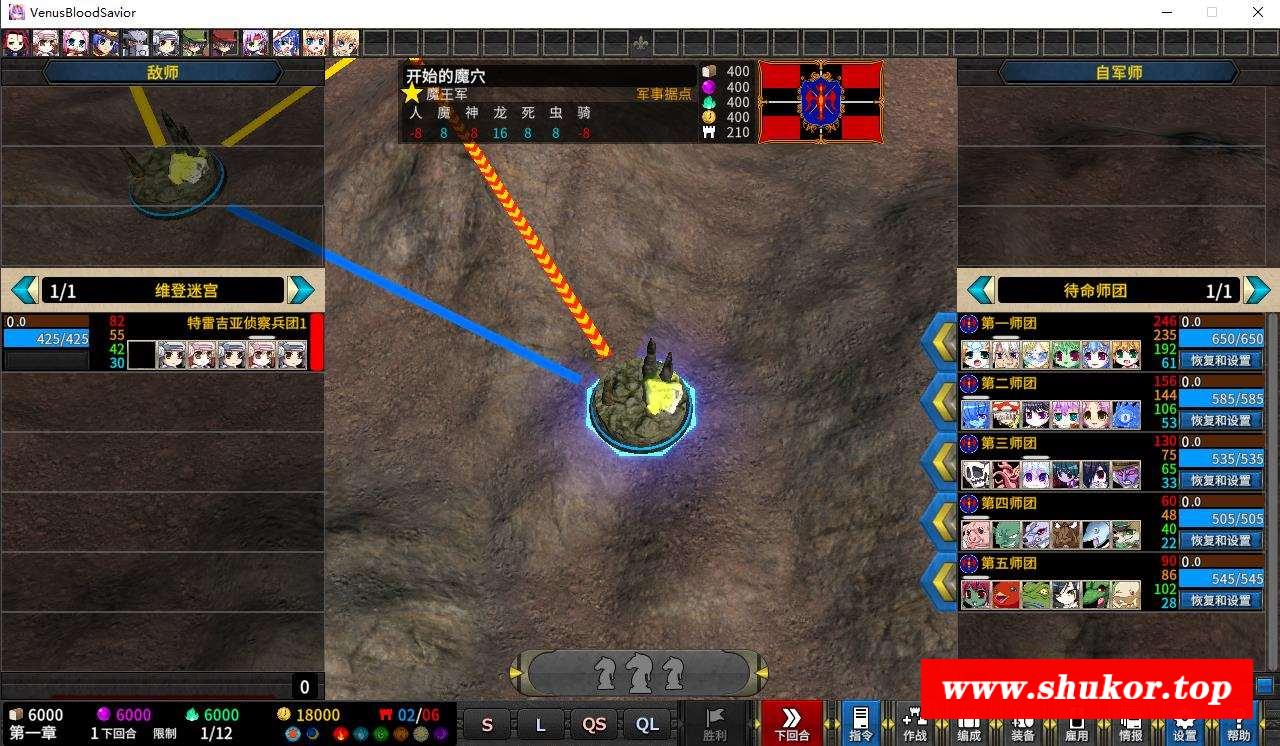 VenusBloodSavior
敌师
开始的魔穴
魔王军 军事据点
人 魔 神 龙 死 虫 骑
-8 8 -8 16 8 8 -8
400
400
400
400
210
自军师
1/1 维登迷宫
待命师团 1/1
0.0 82 特雷吉亚侦察兵团1
425/425 55
42
30
第一师团 246 0.0
235 650/650
192 恢复和设置
61
第二师团 156 0.0
144 585/585
106 恢复和设置
53
第三师团 130 0.0
75 535/535
65 恢复和设置
33
第四师团 60 0.0
48 505/505
40 恢复和设置
22
第五师团 90 0.0
86 545/545
102 恢复和设置
28
www.shukor.top
0
6000 6000 6000 18000 02/06
第一章 1下回合 限制 1/12
S L QS QL 胜利 下回合 指令 作战 编成 装备 雇用 情报 设置 帮助